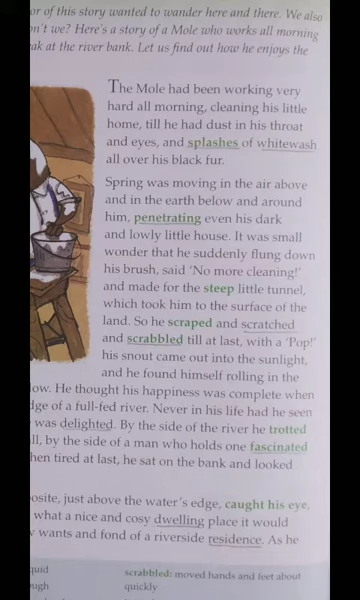 or of this story wanted to wander here and there. We also
on't we? Here's a story of a Mole who works all morning
eak at the river bank. Let us find out how he enjoys the
The Mole had been working very
hard all morning, cleaning his little
home, till he had dust in his throat
and eyes, and splashes of whitewash
all over his black fur.
Spring was moving in the air above
and in the earth below and around
him, penetrating even his dark
and lowly little house. It was small
wonder that he suddenly flung down
his brush, said 'No more cleaning!'
and made for the steep little tunnel,
which took him to the surface of the
land. So he scraped and scratched
and scrabbled till at last, with a 'Pop!'
his snout came out into the sunlight,
and he found himself rolling in the
low. He thought his happiness was complete when
dge of a full-fed river. Never in his life had he seen
was delighted. By the side of the river he trotted
ll, by the side of a man who holds one fascinated
hen tired at last, he sat on the bank and looked
posite, just above the water's edge, caught his eye,
what a nice and cosy dwelling place it would
w wants and fond of a riverside residence. As he
quid
scrabbled: moved hands and feet about
ough
quickly